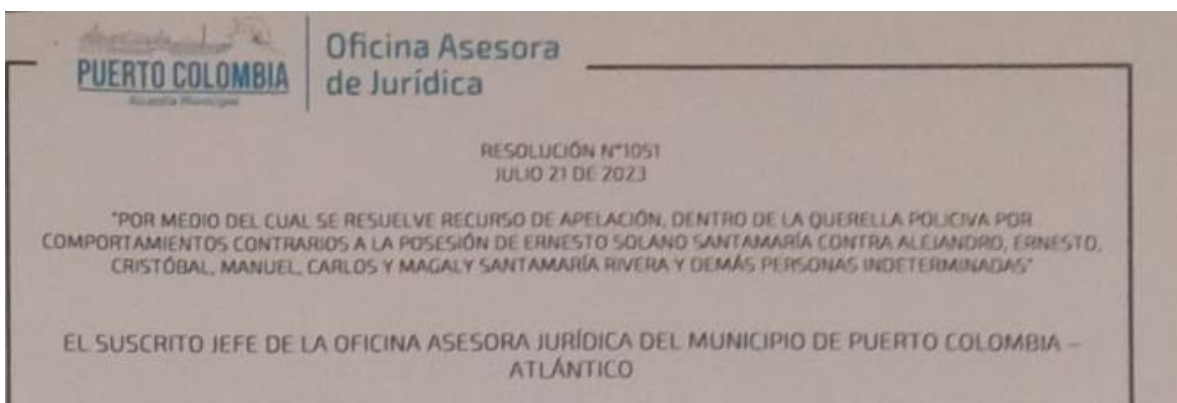 PUERTO COLOMBIA
Alcaldía Municipal
Oficina Asesora
de Jurídica
RESOLUCIÓN N°1051
JULIO 21 DE 2023
"POR MEDIO DEL CUAL SE RESUELVE RECURSO DE APELACIÓN, DENTRO DE LA QUERELLA POLICIVA POR
COMPORTAMIENTOS CONTRARIOS A LA POSESIÓN DE ERNESTO SOLANO SANTAMARÍA CONTRA ALEJANDRO, ERNESTO,
CRISTÓBAL, MANUEL, CARLOS Y MAGALY SANTAMARÍA RIVERA Y DEMÁS PERSONAS INDETERMINADAS"
EL SUSCRITO JEFE DE LA OFICINA ASESORA JURÍDICA DEL MUNICIPIO DE PUERTO COLOMBIA –
ATLÁNTICO